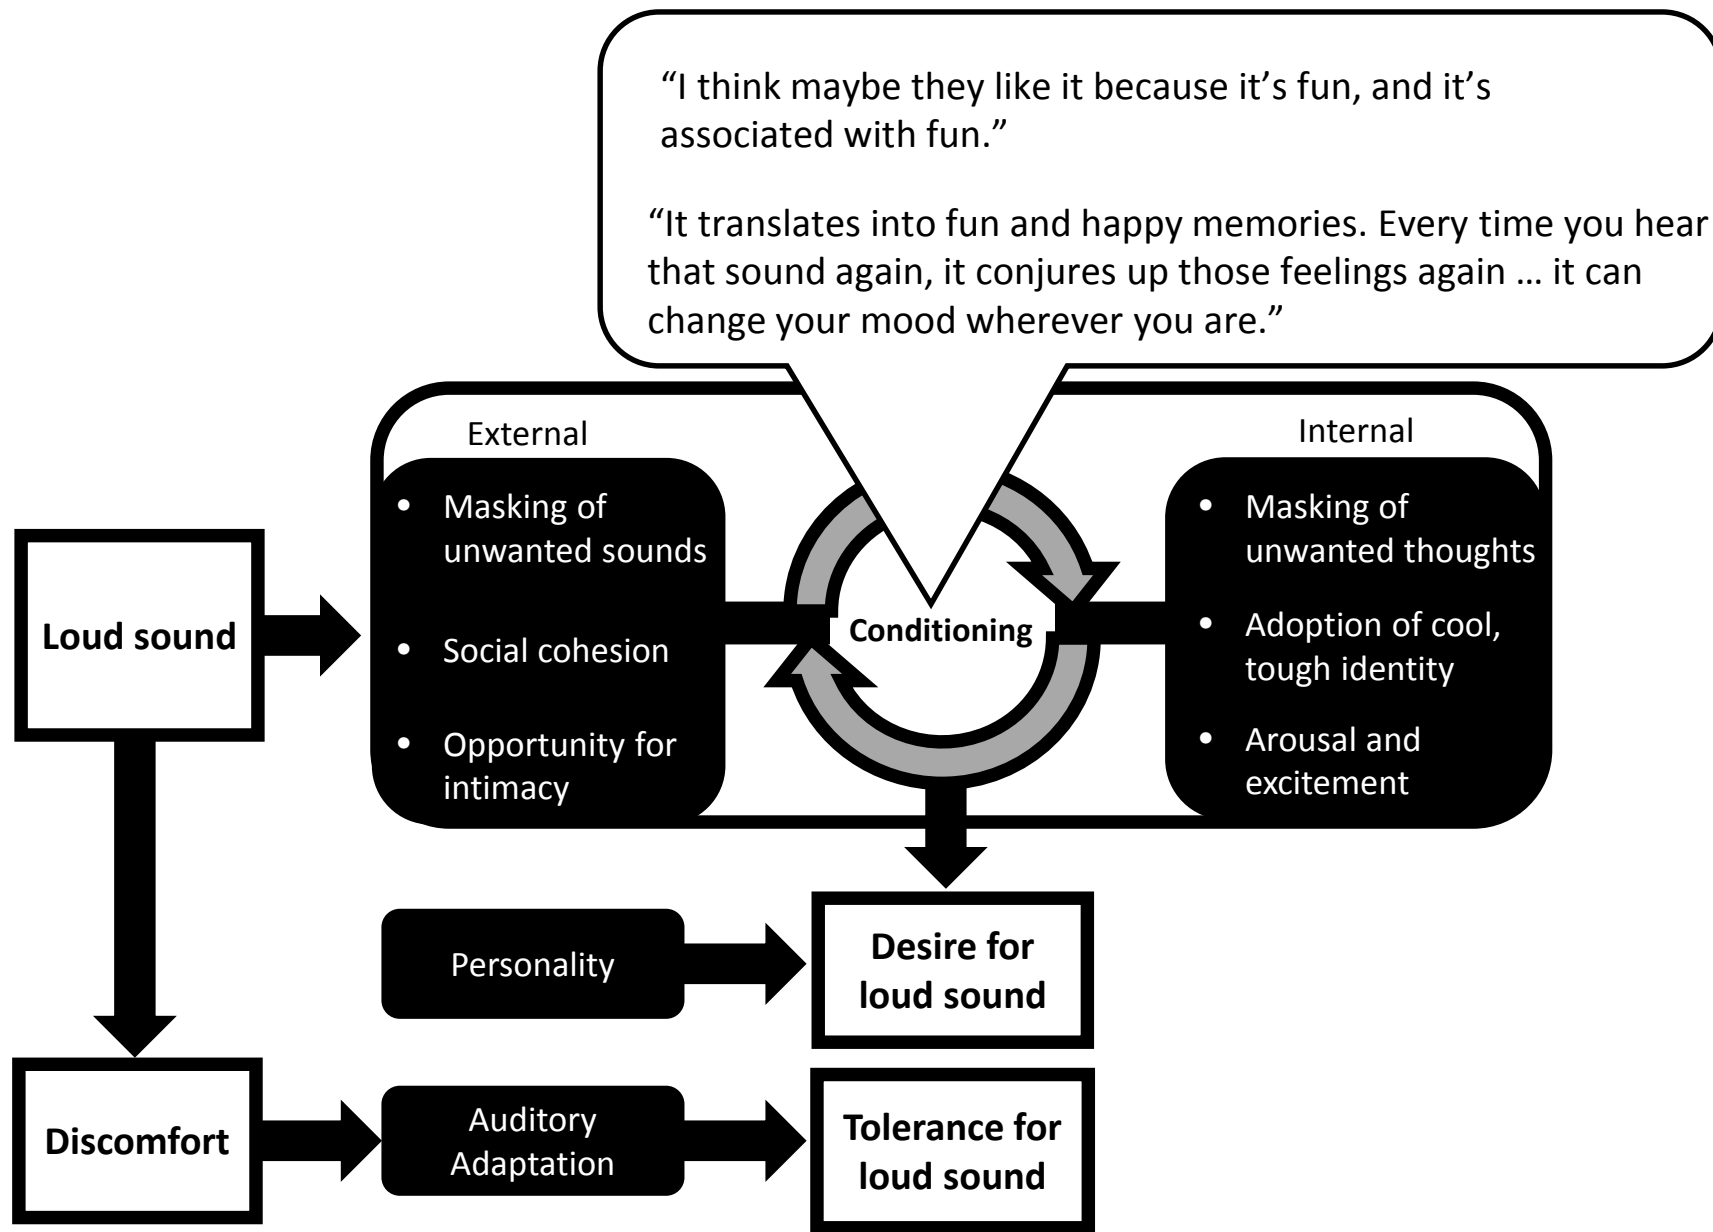 “I think maybe they like it because it’s fun, and it’s
associated with fun.”
“It translates into fun and happy memories. Every time you hear
that sound again, it conjures up those feelings again … it can
change your mood wherever you are.”
External
Internal
• Masking of
unwanted sounds
• Social cohesion
• Opportunity for
intimacy
Loud sound
Conditioning
• Masking of
unwanted thoughts
• Adoption of cool,
tough identity
• Arousal and
excitement
Personality
Desire for
loud sound
Discomfort
Auditory
Adaptation
Tolerance for
loud sound